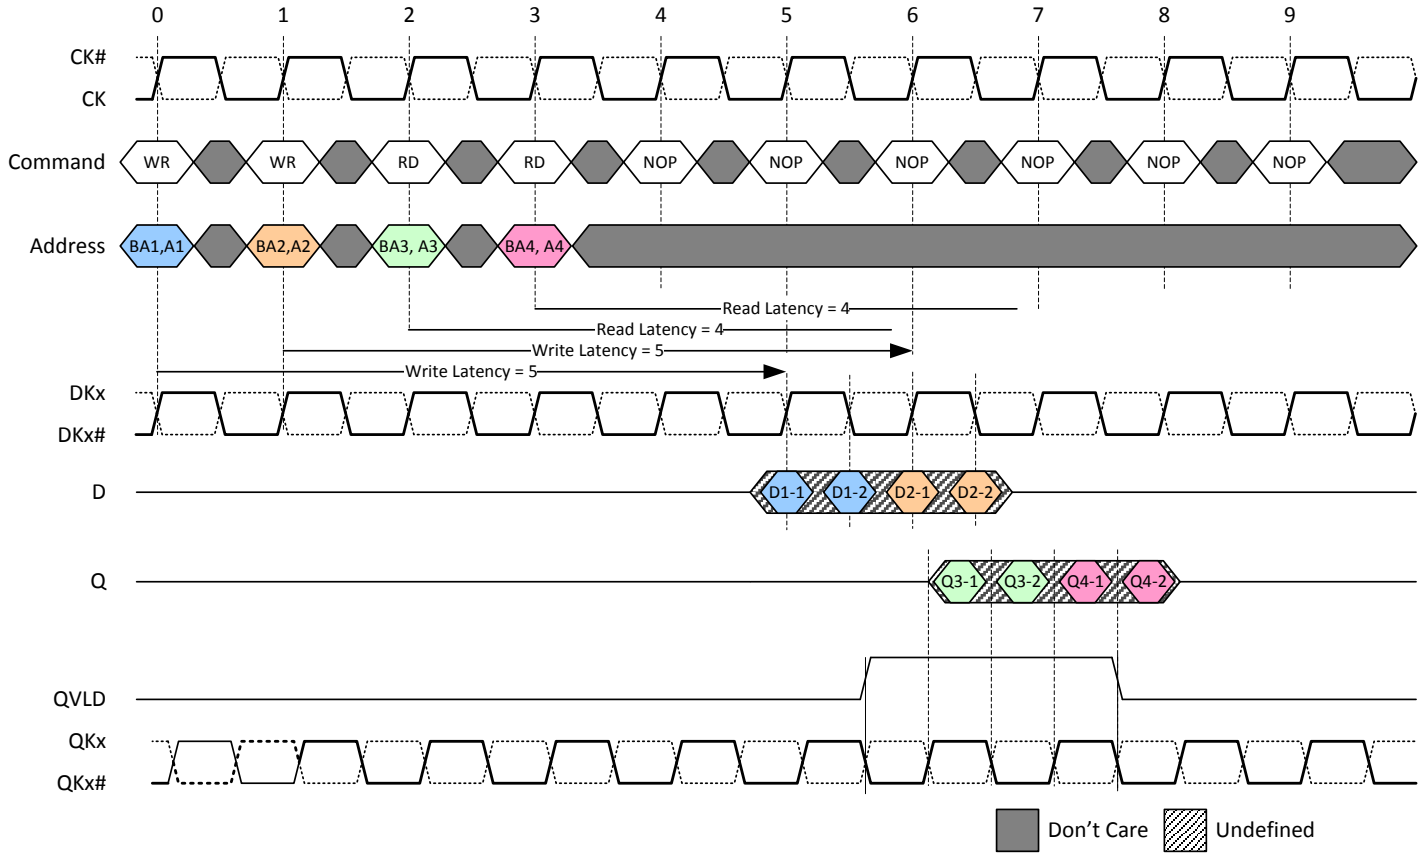 0 1 2 3 4 5 6 7 8 9
CK#
CK
Command WR WR RD RD NOP NOP NOP NOP NOP NOP
Address BA1,A1 BA2,A2 BA3, A3 BA4, A4
Read Latency = 4
Read Latency = 4
Write Latency = 5
Write Latency = 5
DKx
DKx#
D D1-1 D1-2 D2-1 D2-2
Q Q3-1 Q3-2 Q4-1 Q4-2
QVLD
QKx
QKx#
Don't Care Undefined